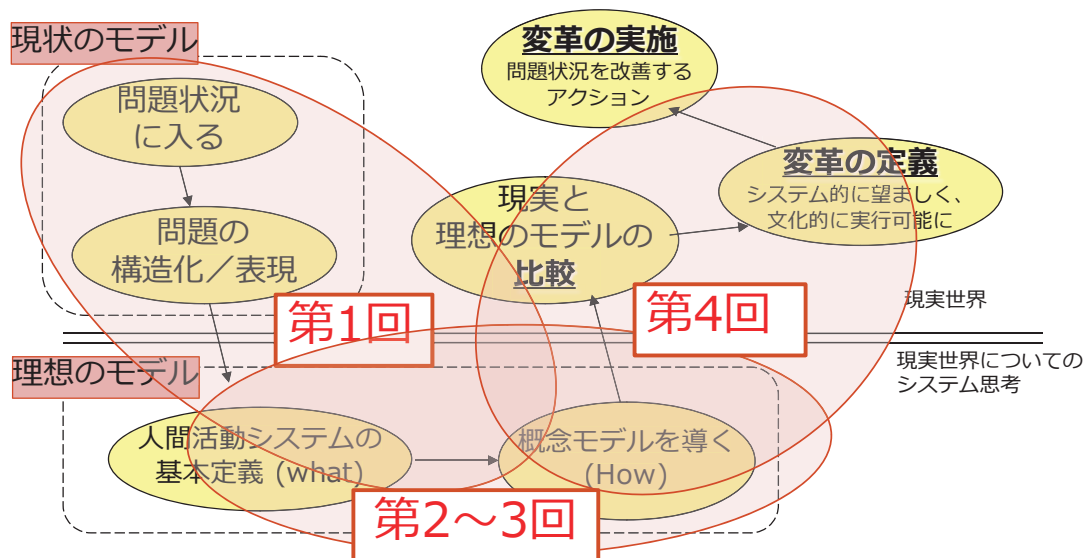 現状のモデル
問題状況
に入る
問題の
構造化／表現
変革の実施
問題状況を改善する
アクション
変革の定義
システム的に望ましく、
文化的に実行可能に
現実と
理想のモデルの
比較
第1回
第4回
現実世界
現実世界についての
システム思考
理想のモデル
人間活動システムの
基本定義 (what)
概念モデルを導く
(How)
第2～3回